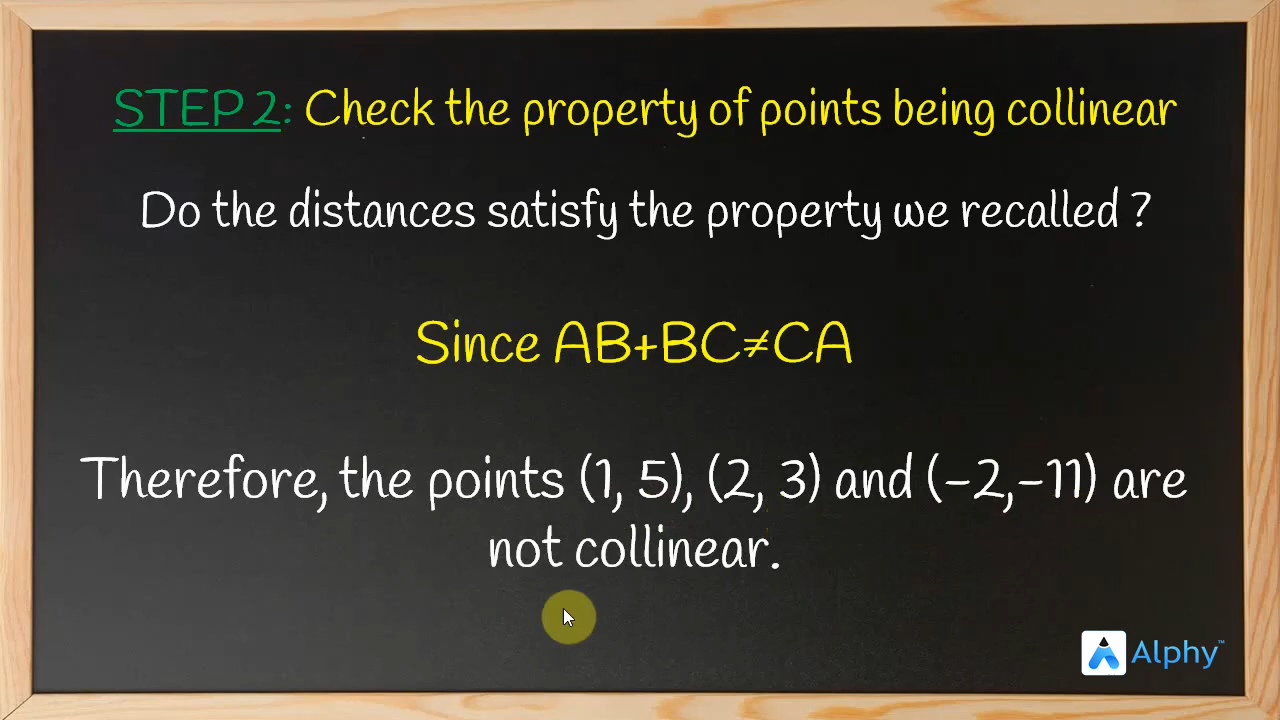 STEP 2: Check the property of points being collinear
Do the distances satisfy the property we recalled ?
Since AB+BC≠CA
Therefore, the points (1, 5), (2, 3) and (-2,-11) are
not collinear.
Alphy™